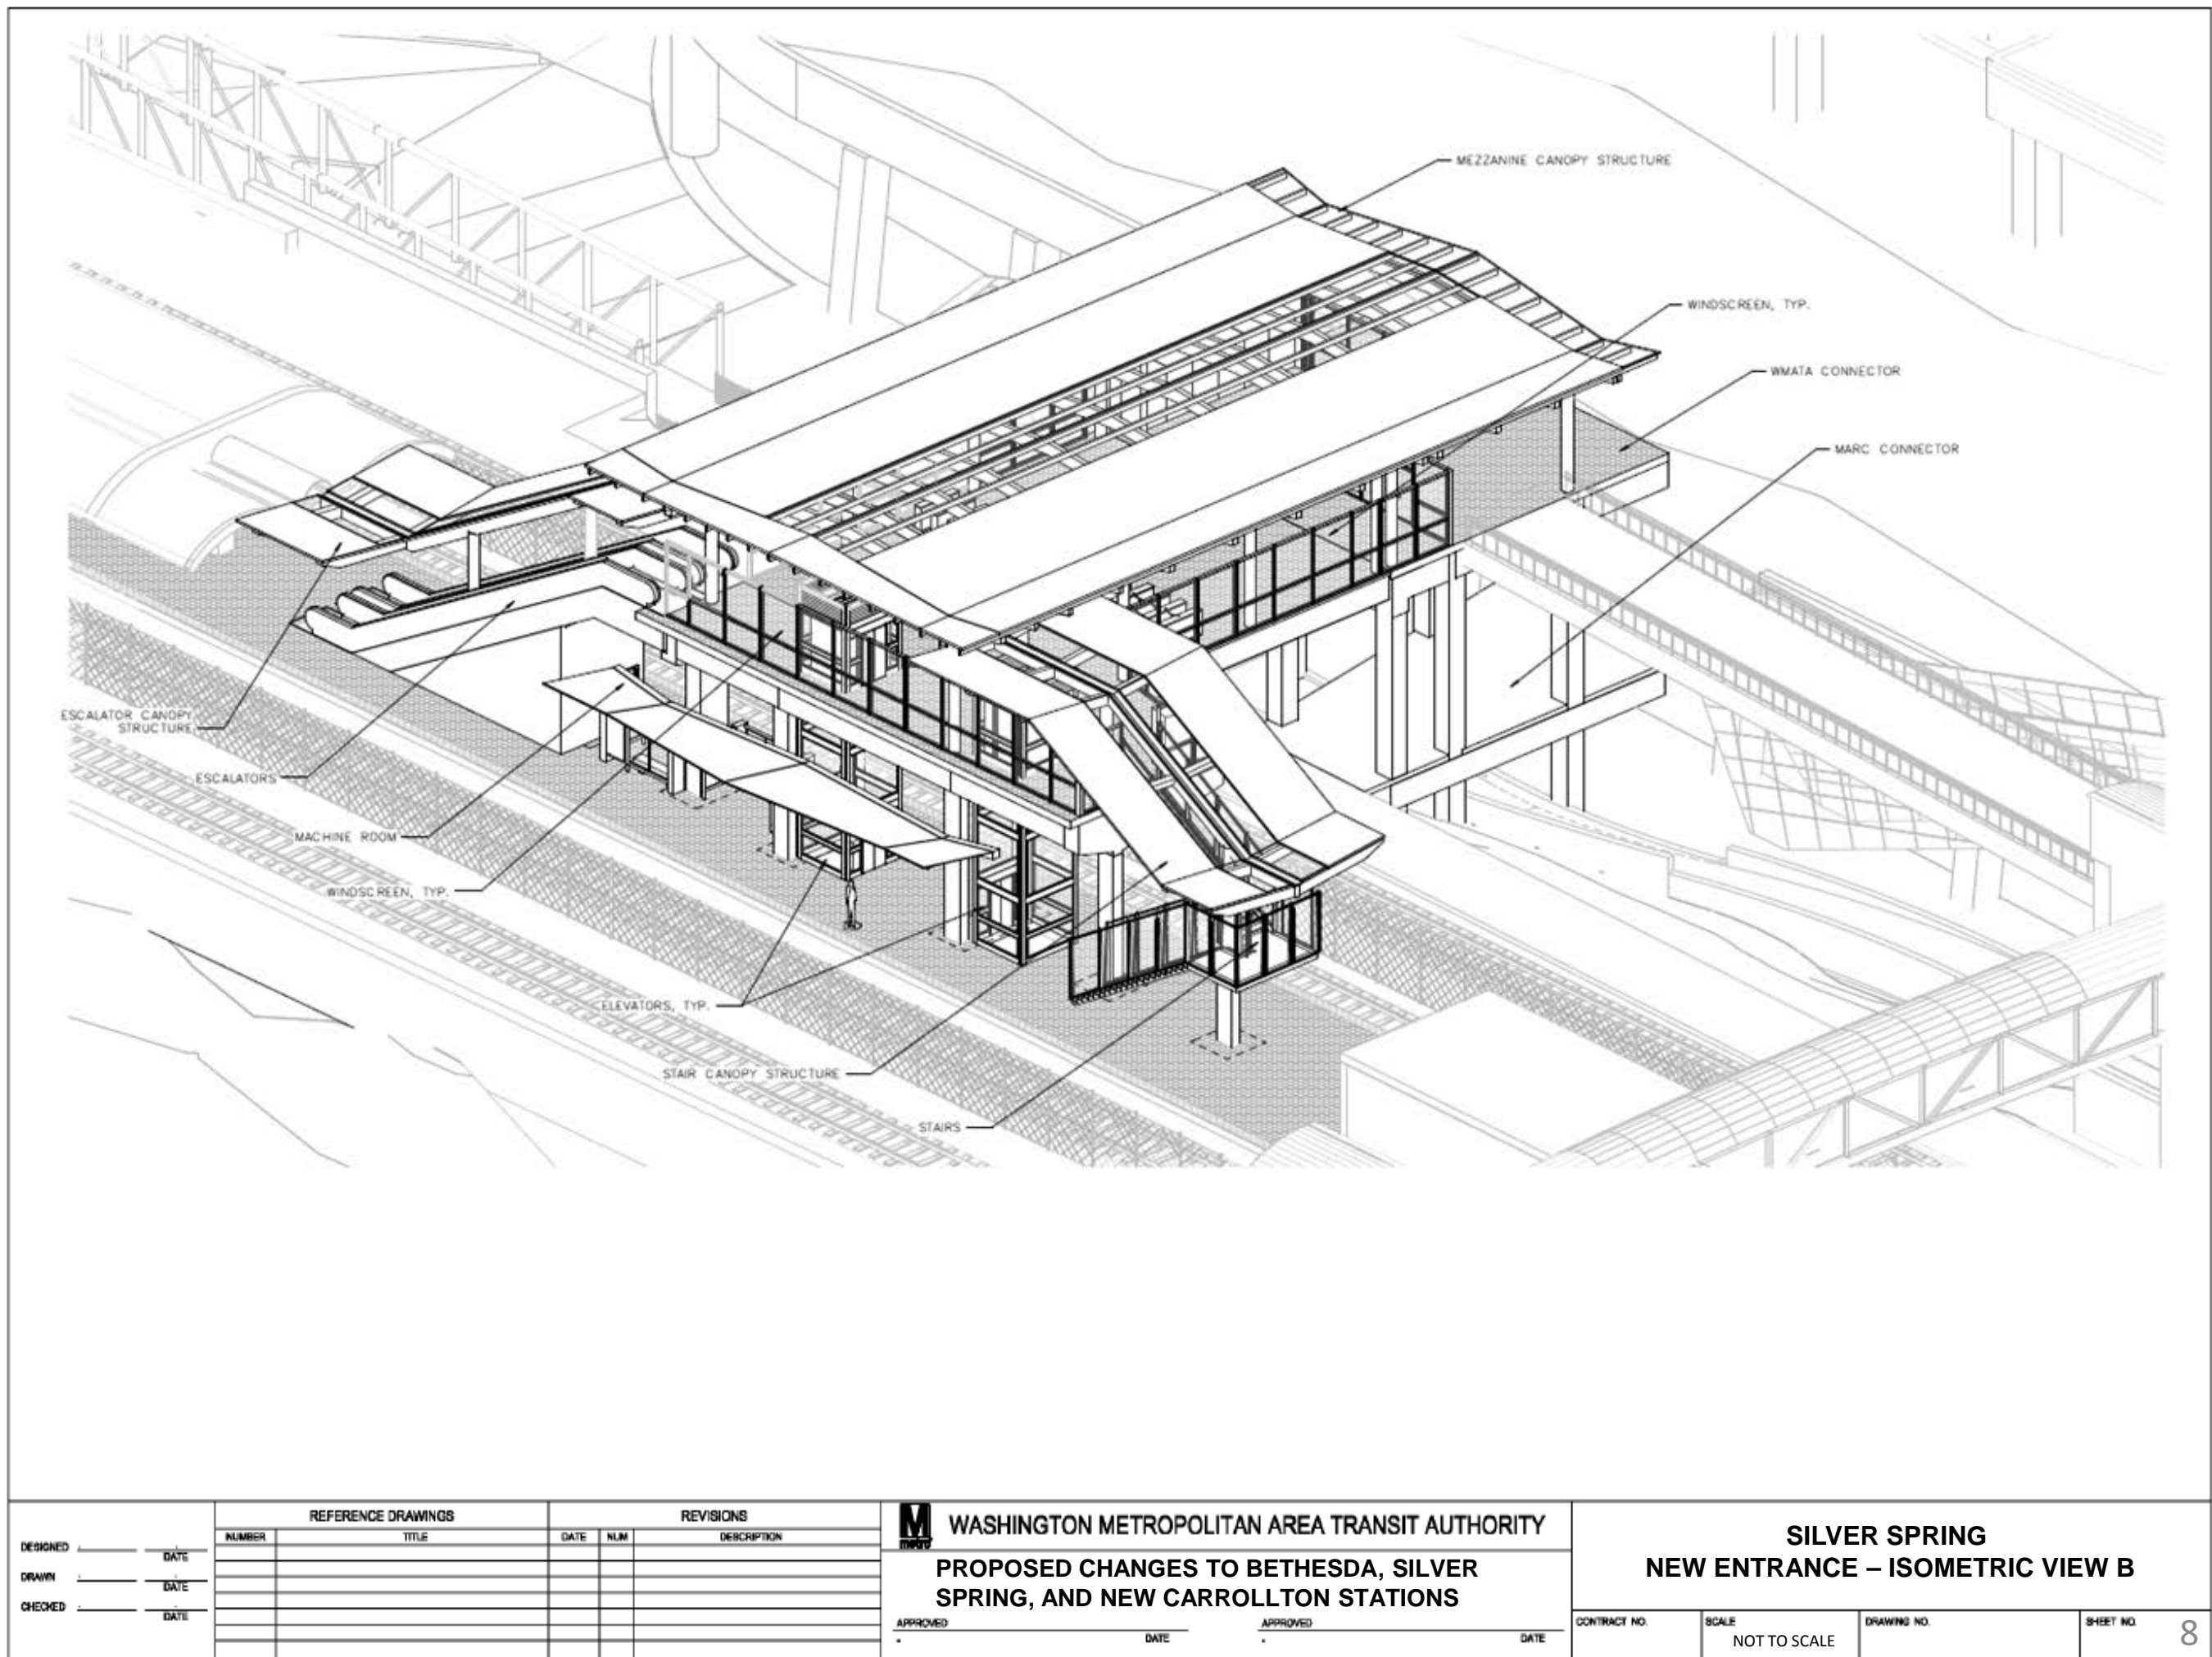 MEZZANINE CANOPY STRUCTURE
WINDSCREEN, TYP.
WMATA CONNECTOR
MARC CONNECTOR
ESCALATOR CANOPY
STRUCTURE
ESCALATORS
MACHINE ROOM
WINDSCREEN, TYP.
ELEVATORS, TYP.
STAIR CANOPY STRUCTURE
STAIRS
DESIGNED
DATE
DRAWN
DATE
CHECKED
DATE
REFERENCE DRAWINGS
NUMBER TITLE
REVISIONS
DATE NUM DESCRIPTION
M
metro
WASHINGTON METROPOLITAN AREA TRANSIT AUTHORITY
PROPOSED CHANGES TO BETHESDA, SILVER
SPRING, AND NEW CARROLLTON STATIONS
APPROVED
DATE
APPROVED
DATE
SILVER SPRING
NEW ENTRANCE – ISOMETRIC VIEW B
CONTRACT NO.
SCALE
NOT TO SCALE
DRAWING NO.
SHEET NO.
8